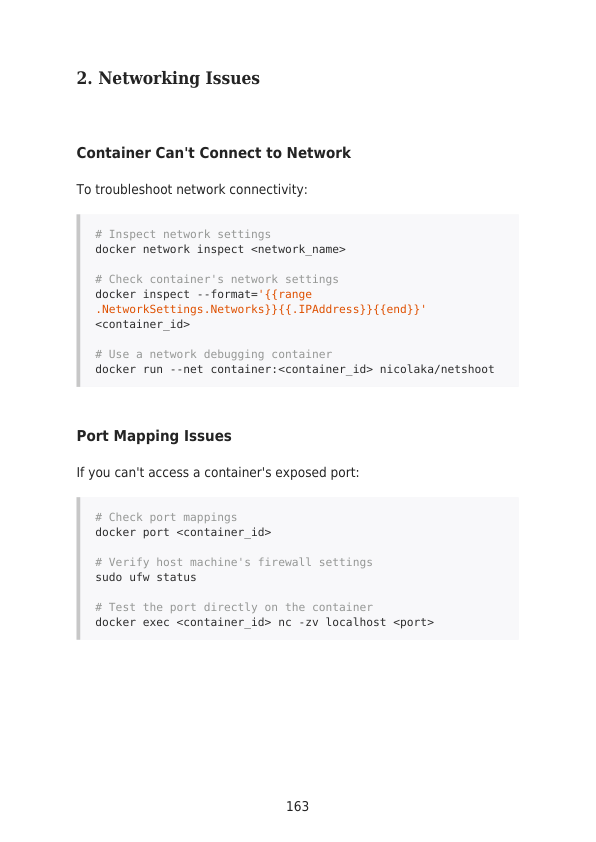 2. Networking Issues
Container Can't Connect to Network
To troubleshoot network connectivity:
# Inspect network settings
docker network inspect <network_name>
# Check container's network settings
docker inspect --format='{{range
.NetworkSettings.Networks}}{{.IPAddress}}{{end}}'
<container_id>
# Use a network debugging container
docker run --net container:<container_id> nicolaka/netshoot
Port Mapping Issues
If you can't access a container's exposed port:
# Check port mappings
docker port <container_id>
# Verify host machine's firewall settings
sudo ufw status
# Test the port directly on the container
docker exec <container_id> nc -zv localhost <port>
163